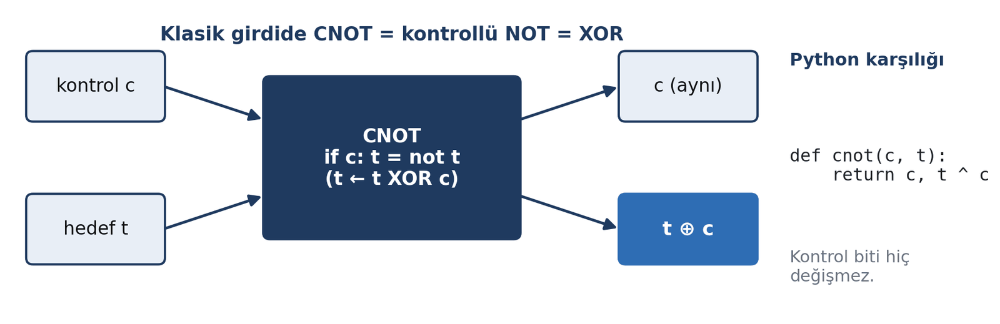 Klasik girdide CNOT = kontrollü NOT = XOR
kontrol c
hedef t
CNOT
if c: t = not t
(t ← t XOR c)
c (aynı)
t ⊕ c
Python karşılığı
def cnot(c, t):
    return c, t ^ c
Kontrol biti hiç
değişmez.